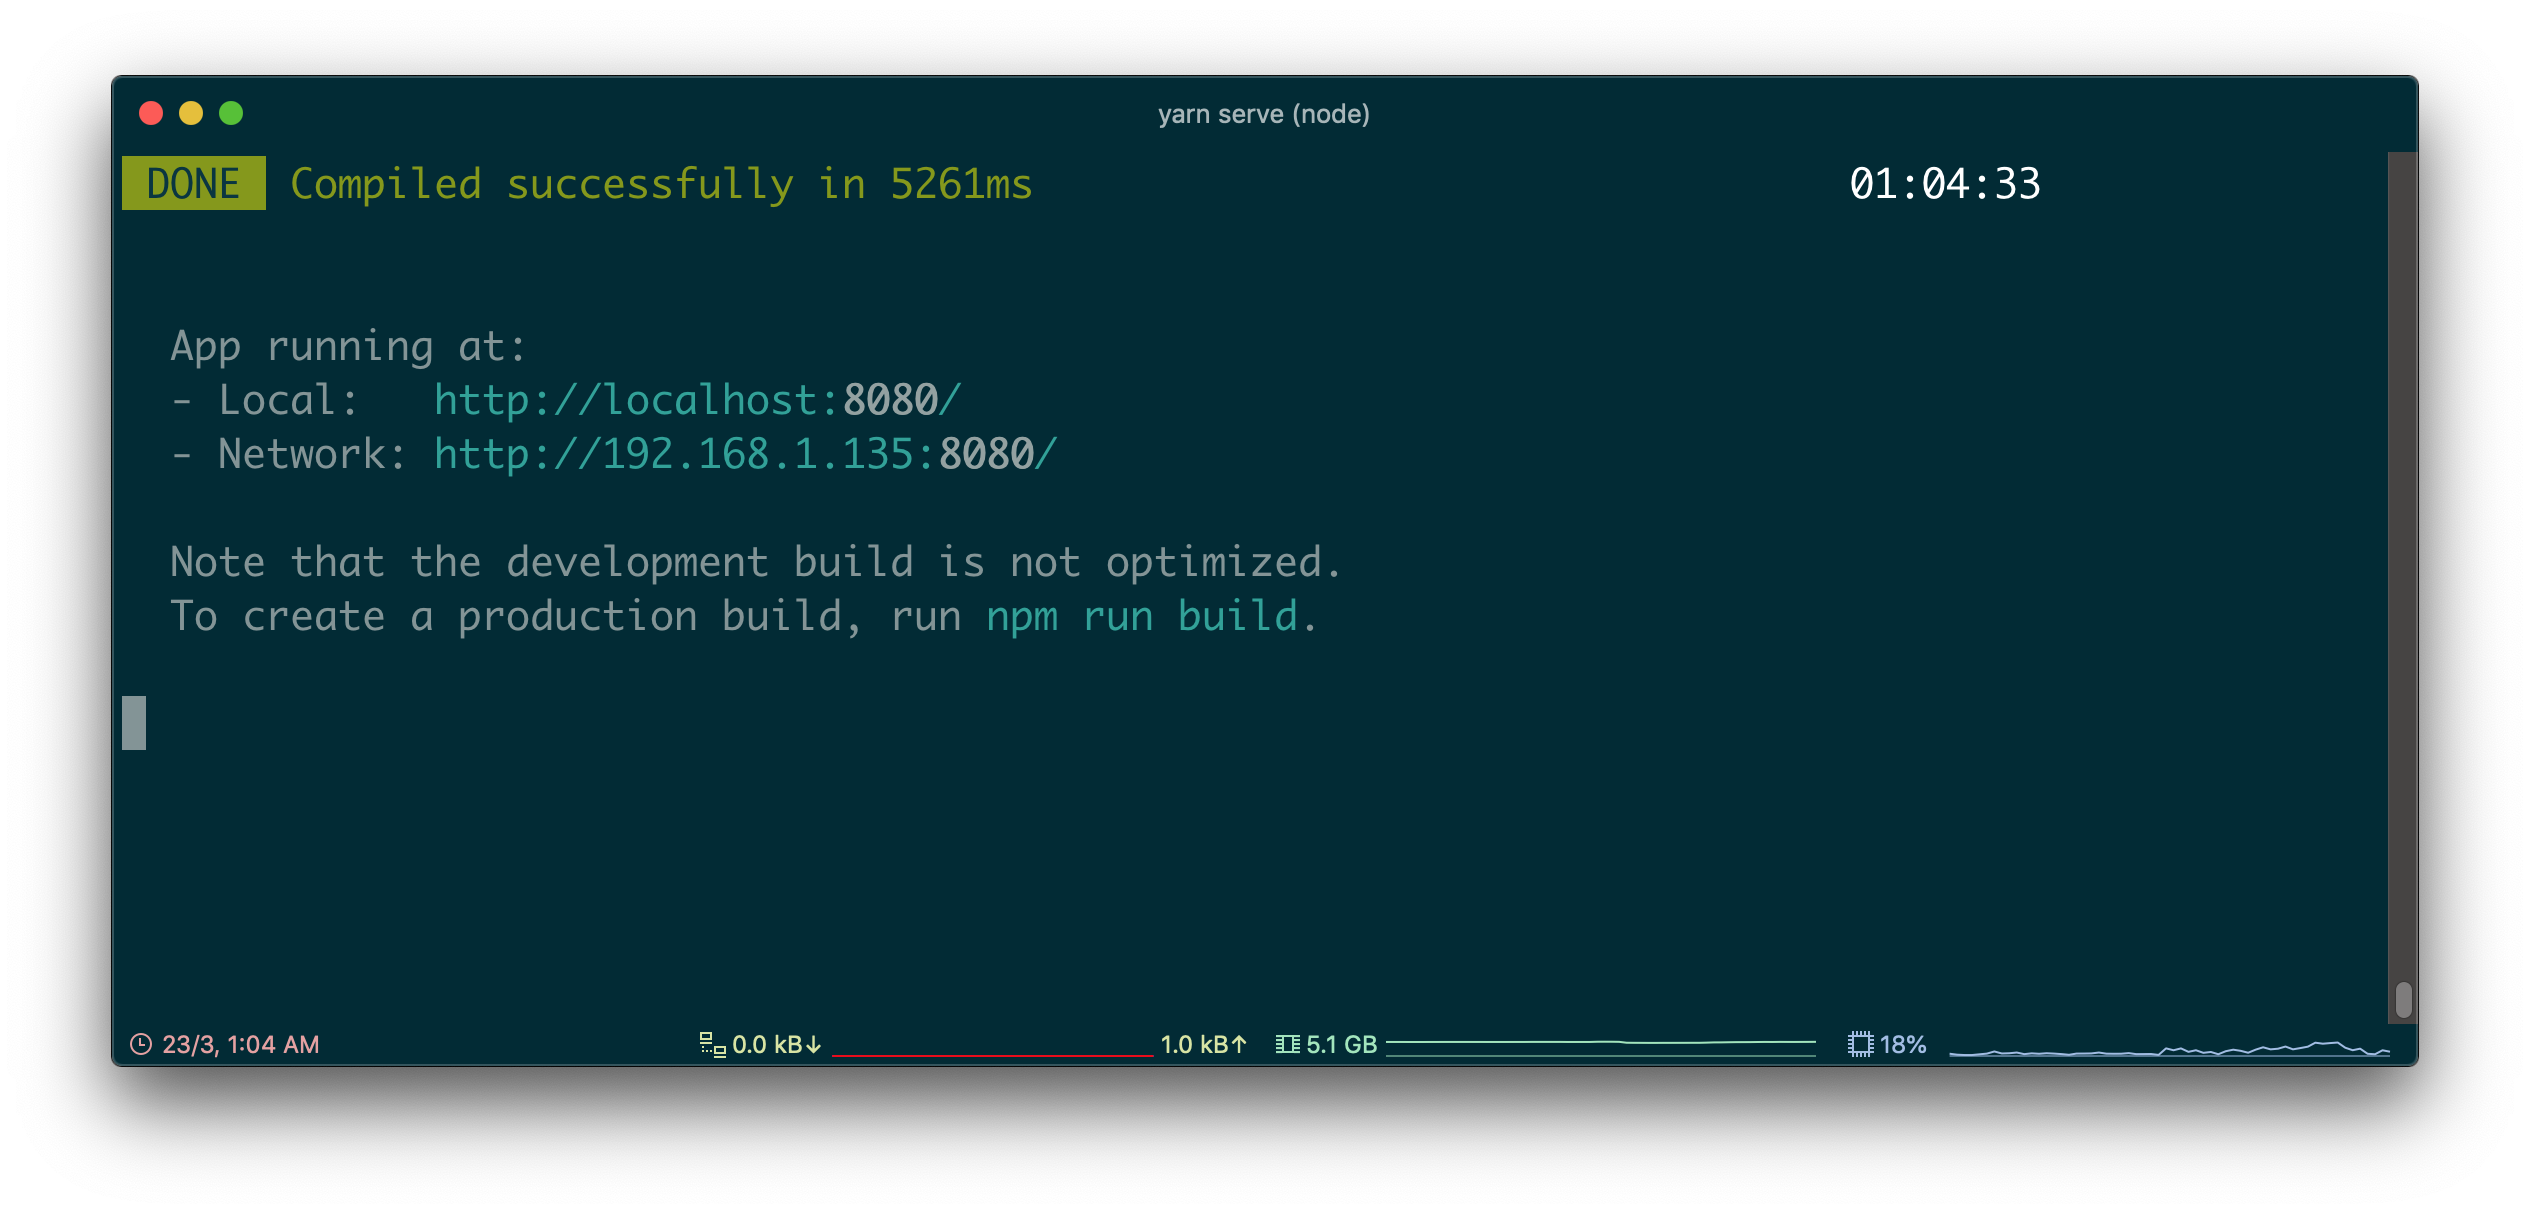 yarn serve (node)
DONE Compiled successfully in 5261ms 01:04:33
App running at:
- Local: http://localhost:8080/
- Network: http://192.168.1.135:8080/
Note that the development build is not optimized.
To create a production build, run npm run build.
23/3, 1:04 AM 0.0 kB↓ 1.0 kB↑ 5.1 GB 18%